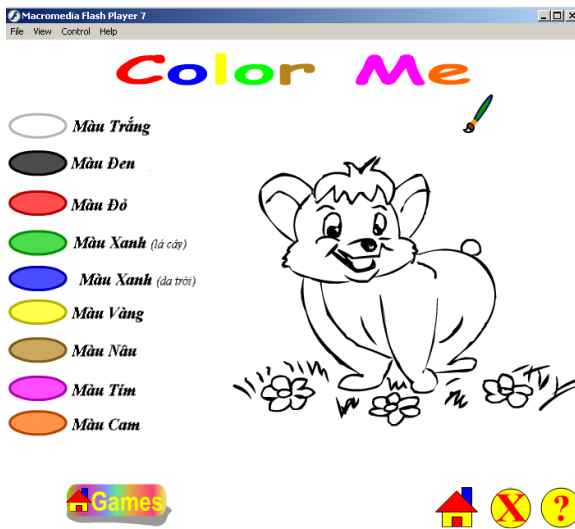 Macromedia Flash Player 7
File View Control Help
Color Me
Màu Trắng
Màu Đen
Màu Đỏ
Màu Xanh (lá cây)
Màu Xanh (da trời)
Màu Vàng
Màu Nâu
Màu Tím
Màu Cam
Games
X ?